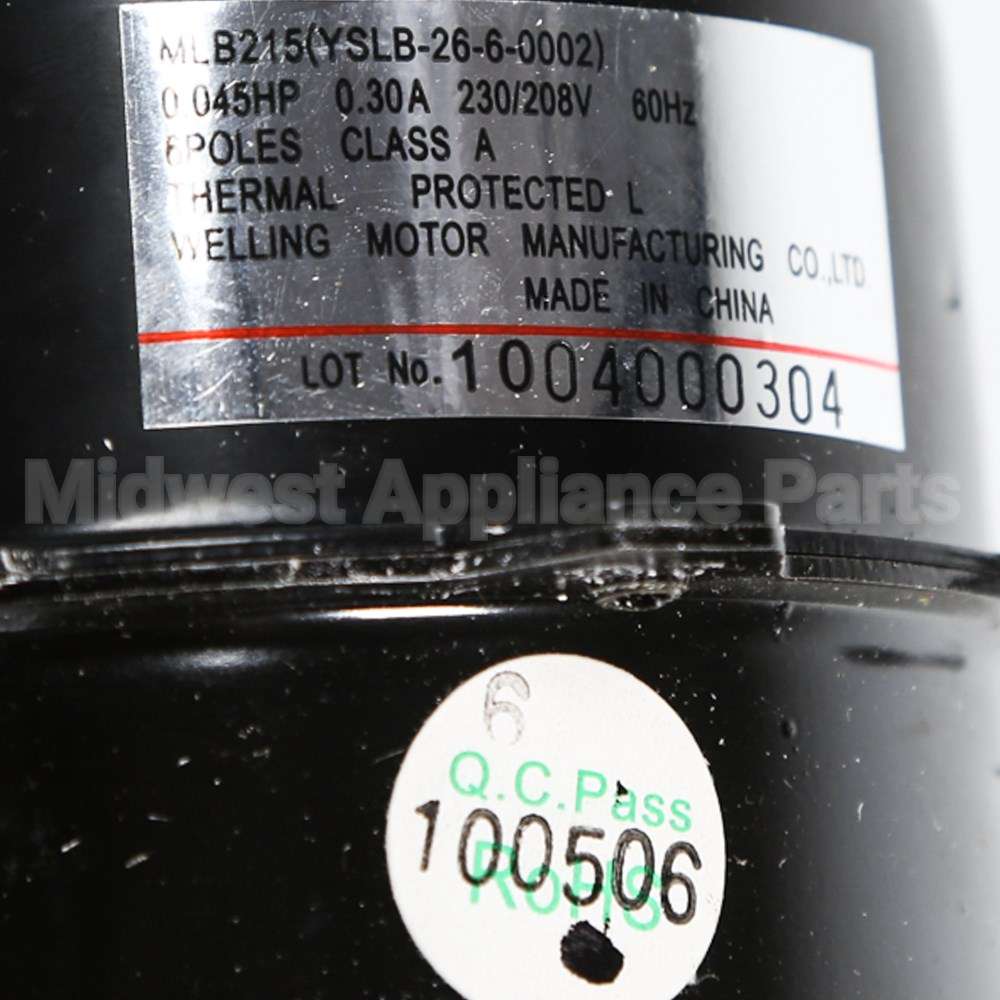 MLB215(YSLB-26-6-0002)
0.045HP 0.30A 230/208V 60Hz
6POLES CLASS A
THERMAL PROTECTED L
WELLING MOTOR MANUFACTURING CO.,LTD
MADE IN CHINA
LOT No. 1004000304
Midwest Appliance Parts
6
Q.C.Pass
100506
RoHS